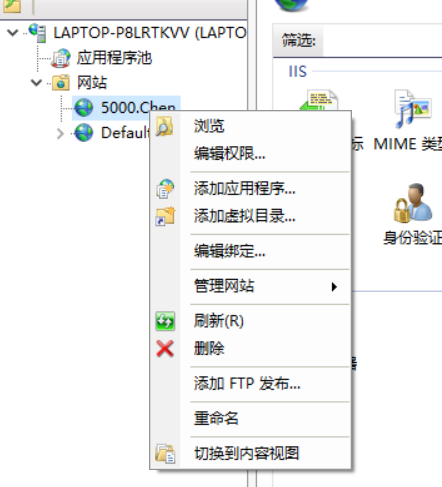 LAPTOP-P8LRTKVV (LAPTO
应用程序池
网站
5000.Chen
Default
筛选:
IIS
MIME 类型
身份验证
浏览
编辑权限...
添加应用程序...
添加虚拟目录...
编辑绑定...
管理网站
刷新(R)
删除
添加 FTP 发布...
重命名
切换到内容视图